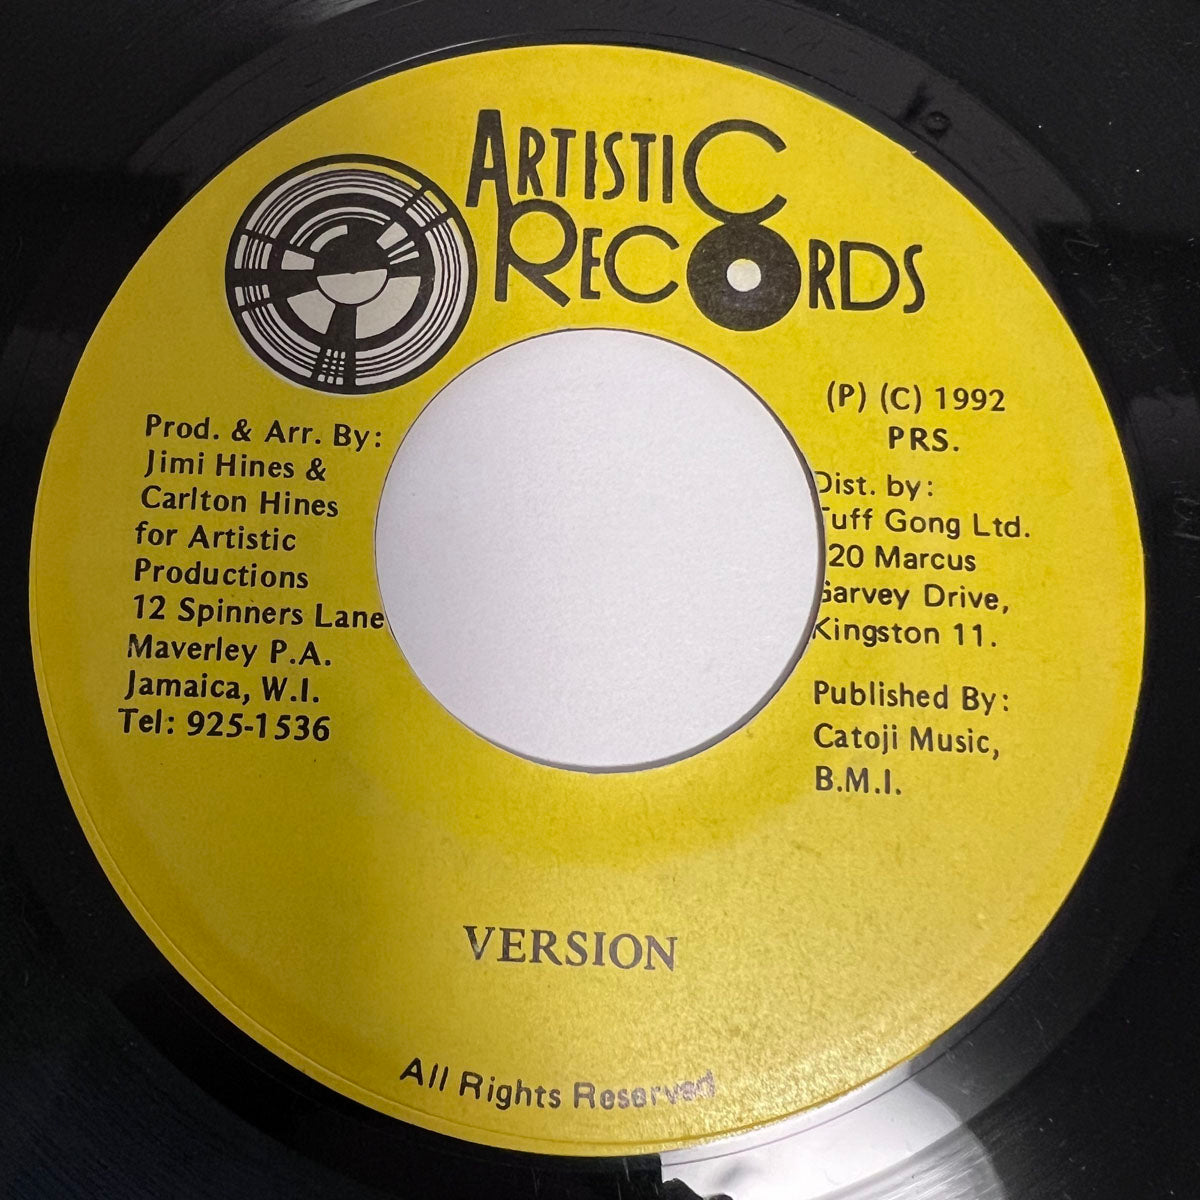 ARTISTIC
RECORDS
Prod. & Arr. By:
Jimi Hines &
Carlton Hines
for Artistic
Productions
12 Spinners Lane
Maverley P.A.
Jamaica, W.I.
Tel: 925-1536
(P) (C) 1992
PRS.
Dist. by:
Tuff Gong Ltd.
20 Marcus
Garvey Drive,
Kingston 11.
Published By:
Catoji Music,
B.M.I.
VERSION
All Rights Reserved